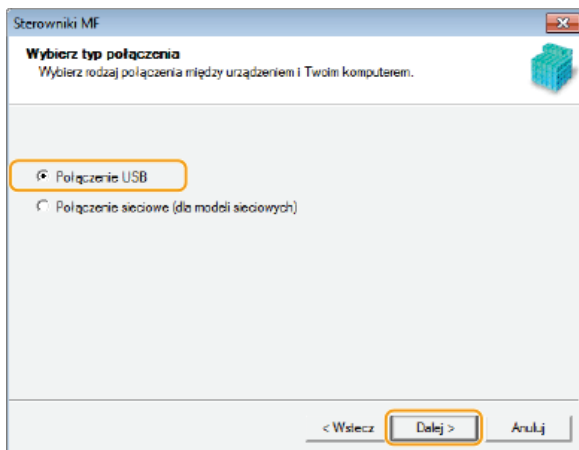 Sterowniki MF
Wybierz typ połączenia
Wybierz rodzaj połączenia między urządzeniem i Twoim komputerem.
Połączenie USB
Połączenie sieciowe (dla modeli sieciowych)
< Wstecz Dalej > Anuluj